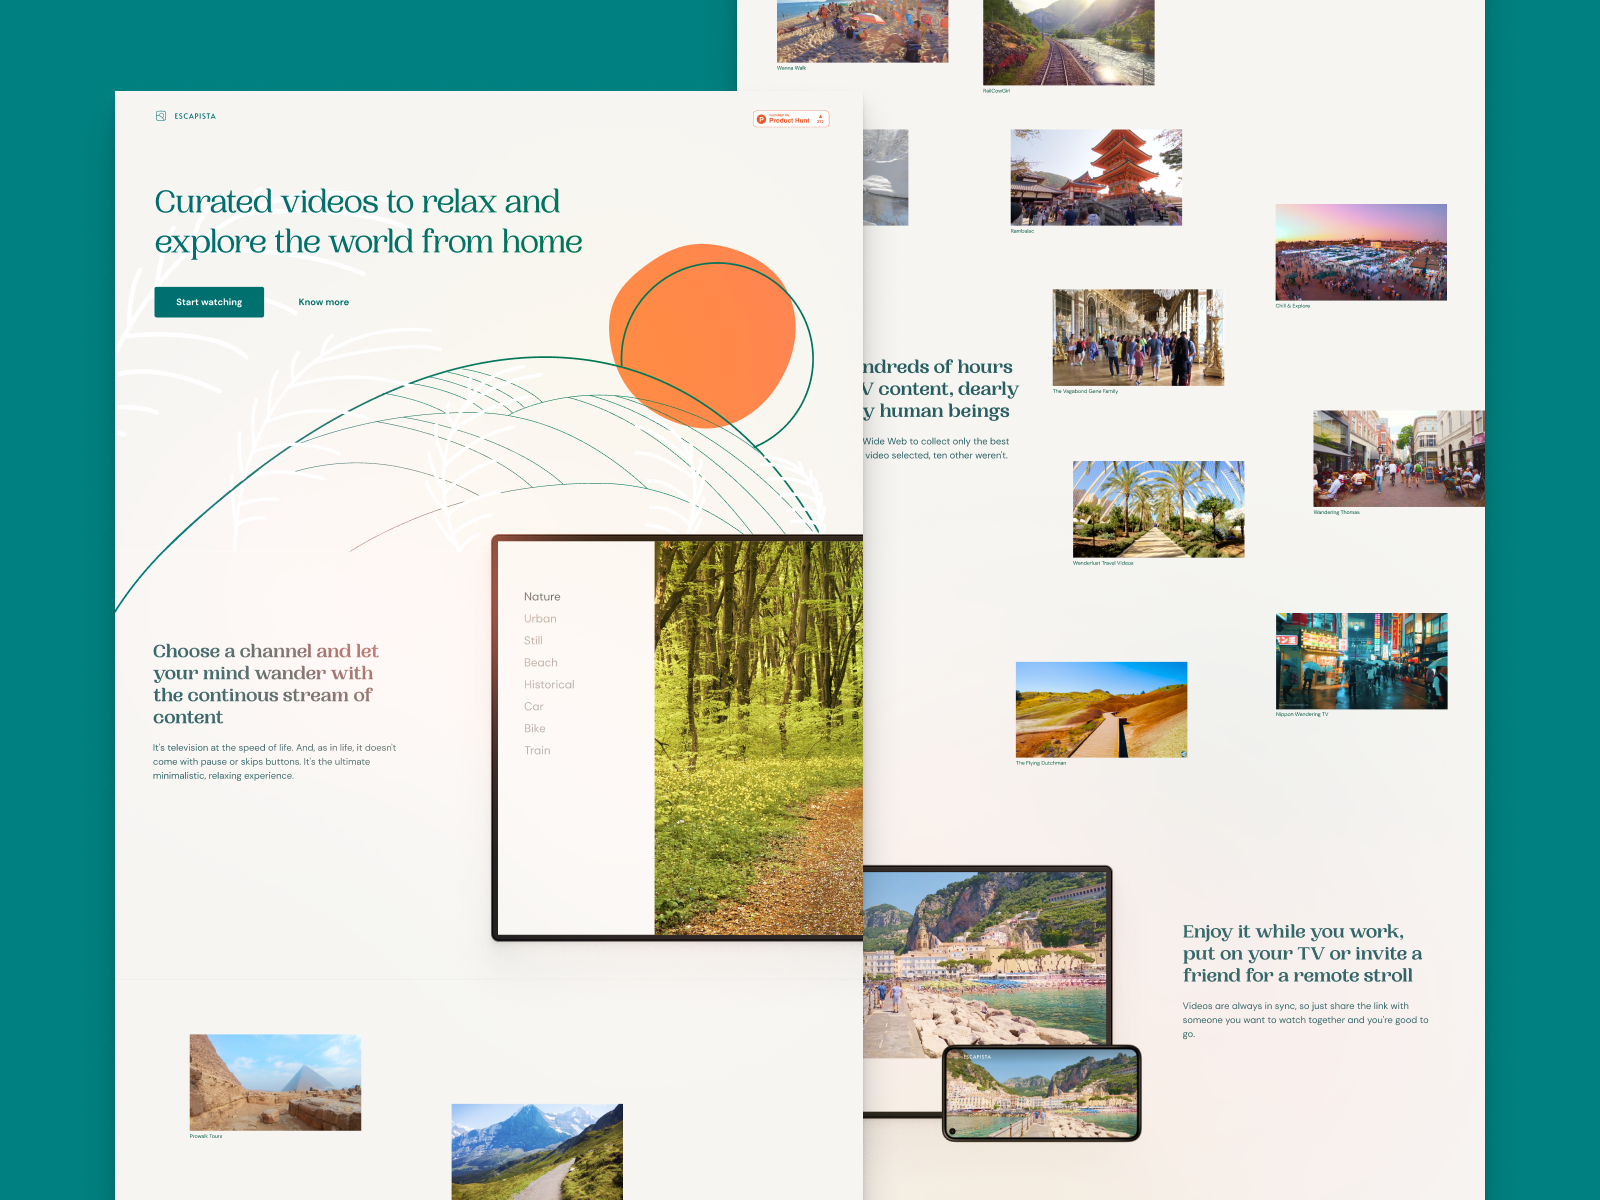 ESCAPISTA
FEATURED ON
Product Hunt
Curated videos to relax and
explore the world from home
Start watching
Know more
Nature
Urban
Still
Beach
Historical
Car
Bike
Train
Choose a channel and let
your mind wander with
the continous stream of
content
It's television at the speed of life. And, as in life, it doesn't
come with pause or skips buttons. It's the ultimate
minimalistic, relaxing experience.
Prowalk Tours
Wanna Walk
RailCowGirl
Rambalac
Chill & Explore
The Vagabond Gene Family
ndreds of hours
V content, dearly
y human beings
Wide Web to collect only the best
video selected, ten other weren't.
Wandering Thomas
Wanderlust Travel Videos
Nippon Wandering TV
The Flying Dutchman
Enjoy it while you work,
put on your TV or invite a
friend for a remote stroll
Videos are always in sync, so just share the link with
someone you want to watch together and you're good to
go.
ESCAPISTA